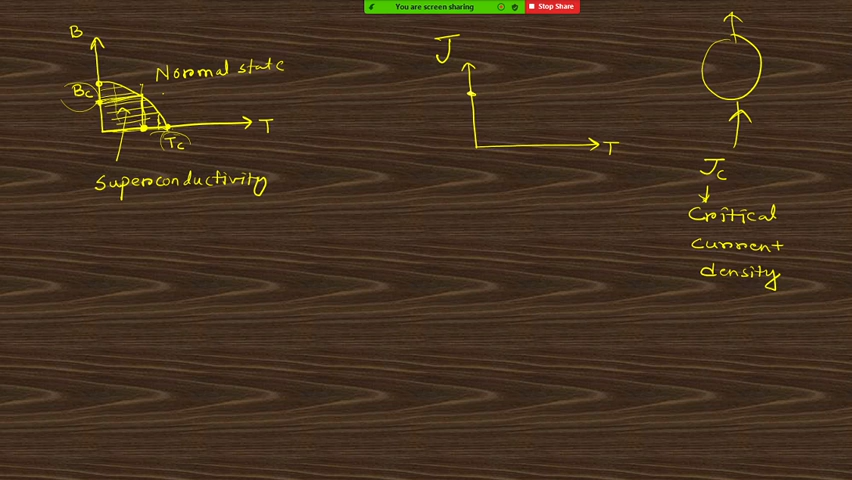 You are screen sharing
Stop Share
B
Normal state
Bc
T
Tc
Superconductivity
J
T
Jc
Critical
current
density